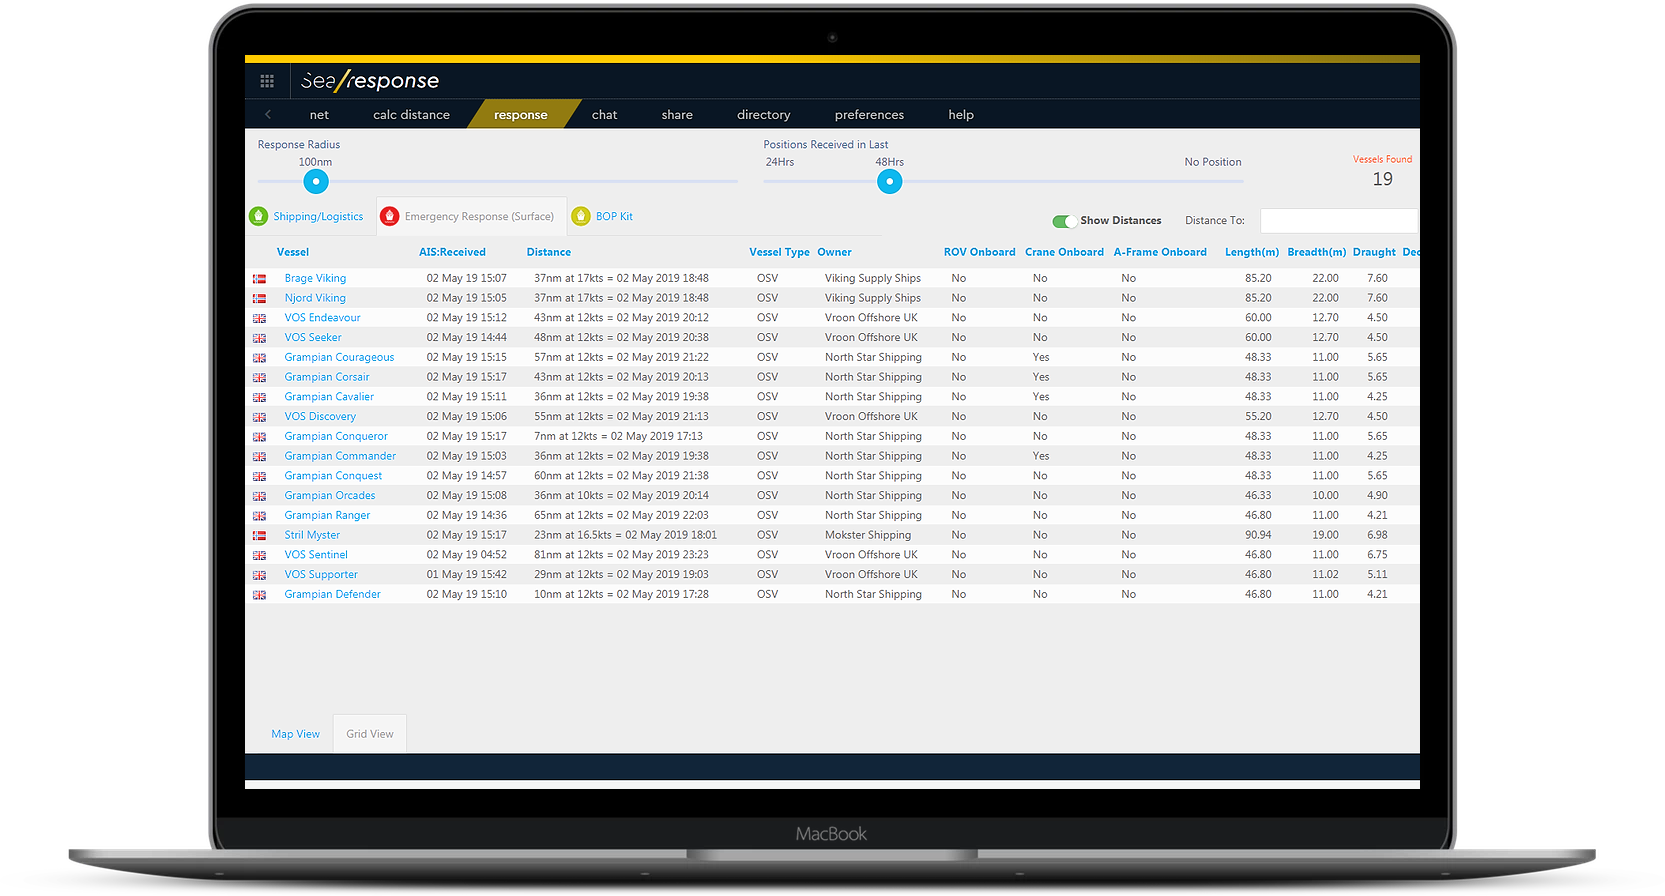 Sea/response
net calc distance response chat share directory preferences help
Response Radius Positions Received in Last
100nm 24Hrs 48Hrs No Position Vessels Found
19
Shipping/Logistics Emergency Response (Surface) BOP Kit Show Distances Distance To:
Vessel AIS:Received Distance Vessel Type Owner ROV Onboard Crane Onboard A-Frame Onboard Length(m) Breadth(m) Draught Dec
Brage Viking 02 May 19 15:07 37nm at 17kts = 02 May 2019 18:48 OSV Viking Supply Ships No No No 85.20 22.00 7.60
Njord Viking 02 May 19 15:05 37nm at 17kts = 02 May 2019 18:48 OSV Viking Supply Ships No No No 85.20 22.00 7.60
VOS Endeavour 02 May 19 15:12 43nm at 12kts = 02 May 2019 20:12 OSV Vroon Offshore UK No No No 60.00 12.70 4.50
VOS Seeker 02 May 19 14:44 48nm at 12kts = 02 May 2019 20:38 OSV Vroon Offshore UK No No No 60.00 12.70 4.50
Grampian Courageous 02 May 19 15:15 57nm at 12kts = 02 May 2019 21:22 OSV North Star Shipping No Yes No 48.33 11.00 5.65
Grampian Corsair 02 May 19 15:17 43nm at 12kts = 02 May 2019 20:13 OSV North Star Shipping No Yes No 48.33 11.00 5.65
Grampian Cavalier 02 May 19 15:11 36nm at 12kts = 02 May 2019 19:38 OSV North Star Shipping No Yes No 48.33 11.00 4.25
VOS Discovery 02 May 19 15:06 55nm at 12kts = 02 May 2019 21:13 OSV Vroon Offshore UK No No No 55.20 12.70 4.50
Grampian Conqueror 02 May 19 15:17 7nm at 12kts = 02 May 2019 17:13 OSV North Star Shipping No No No 48.33 11.00 5.65
Grampian Commander 02 May 19 15:03 36nm at 12kts = 02 May 2019 19:38 OSV North Star Shipping No Yes No 48.33 11.00 4.25
Grampian Conquest 02 May 19 14:57 60nm at 12kts = 02 May 2019 21:38 OSV North Star Shipping No No No 48.33 11.00 5.65
Grampian Orcades 02 May 19 15:08 36nm at 10kts = 02 May 2019 20:14 OSV North Star Shipping No No No 46.33 10.00 4.90
Grampian Ranger 02 May 19 14:36 65nm at 12kts = 02 May 2019 22:03 OSV North Star Shipping No No No 46.80 11.00 4.21
Stril Myster 02 May 19 15:17 23nm at 16.5kts = 02 May 2019 18:01 OSV Mokster Shipping No No No 90.94 19.00 6.98
VOS Sentinel 02 May 19 04:52 81nm at 12kts = 02 May 2019 23:23 OSV Vroon Offshore UK No No No 46.80 11.00 6.75
VOS Supporter 01 May 19 15:42 29nm at 12kts = 02 May 2019 19:03 OSV Vroon Offshore UK No No No 46.80 11.02 5.11
Grampian Defender 02 May 19 15:10 10nm at 12kts = 02 May 2019 17:28 OSV North Star Shipping No No No 46.80 11.00 4.21
Map View Grid View
MacBook